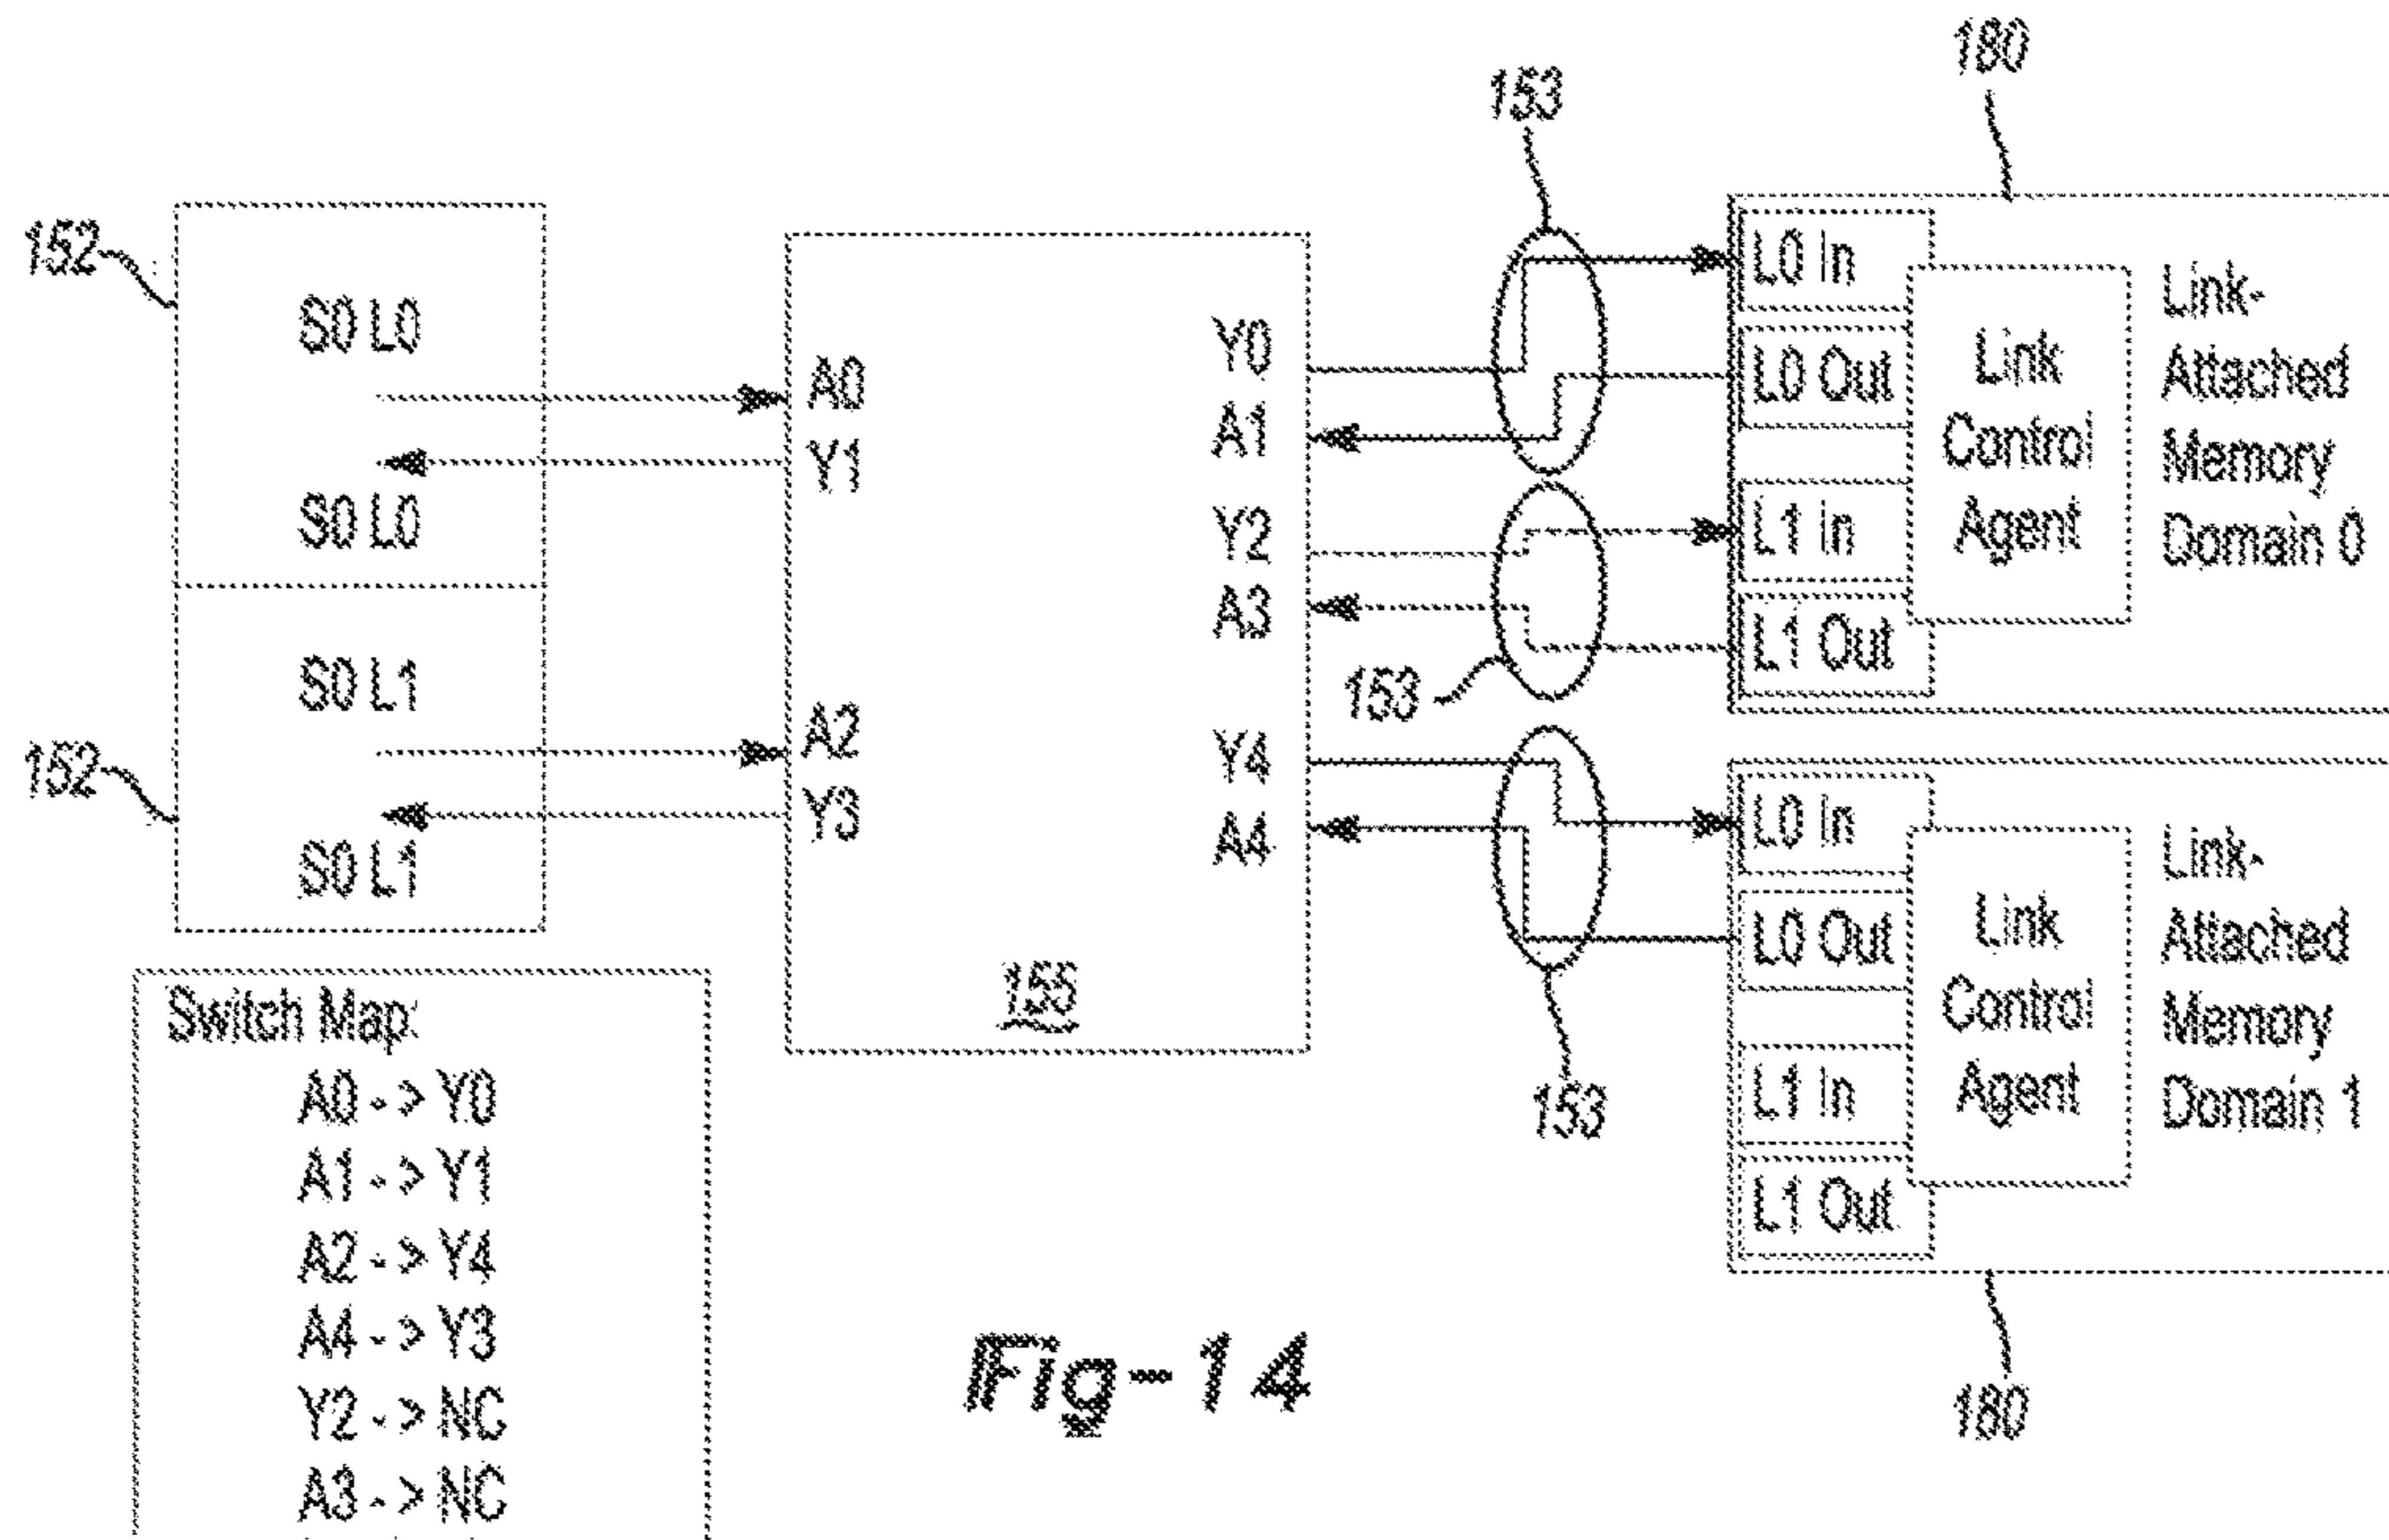 180
153
152
S0 L0
S0 L0
S0 L1
152
S0 L1
A0
Y1
A2
Y3
Y0
A1
Y2
A3
Y4
A4
155
153
153
L0 In
L0 Out
L1 In
L1 Out
Link
Control
Agent
Link-
Attached
Memory
Domain 0
L0 In
L0 Out
L1 In
L1 Out
Link
Control
Agent
Link-
Attached
Memory
Domain 1
180
Switch Map:
A0 - > Y0
A1 - > Y1
A2 - > Y4
A4 - > Y3
Y2 - > NC
A3 - > NC
Fig-14